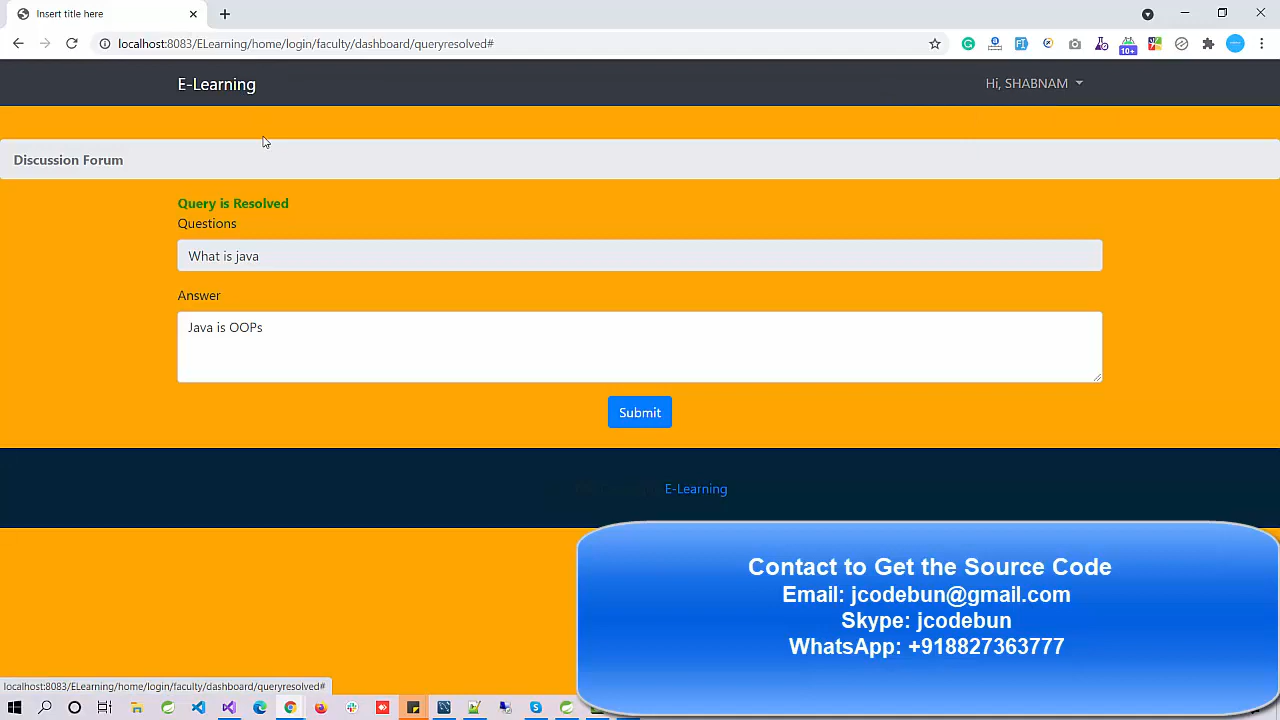 Insert title here
localhost:8083/ELearning/home/login/faculty/dashboard/queryresolved#
10+
E-Learning
Hi, SHABNAM
Discussion Forum
Query is Resolved
Questions
What is java
Answer
Java is OOPs
Submit
E-Learning
Contact to Get the Source Code
Email: jcodebun@gmail.com
Skype: jcodebun
WhatsApp: +918827363777
localhost:8083/ELearning/home/login/faculty/dashboard/queryresolved#